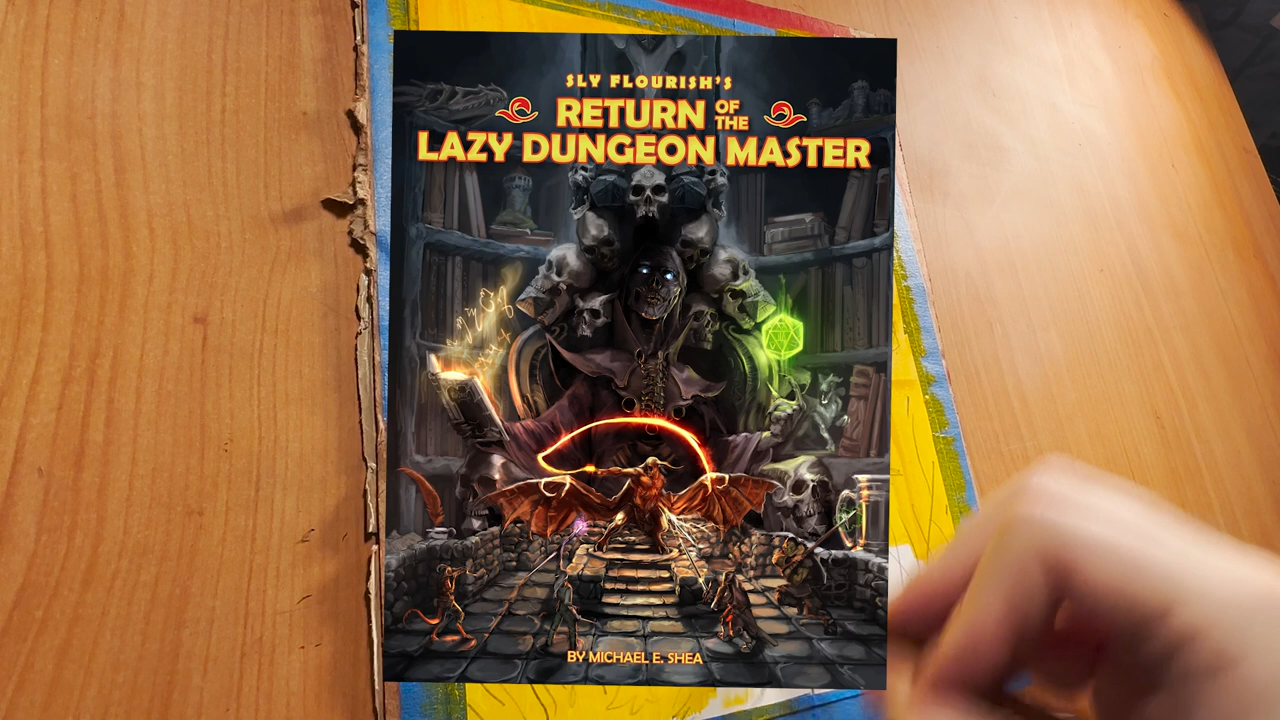 SLY FLOURISH'S
RETURN OF THE
LAZY DUNGEON MASTER
BY MICHAEL E. SHEA